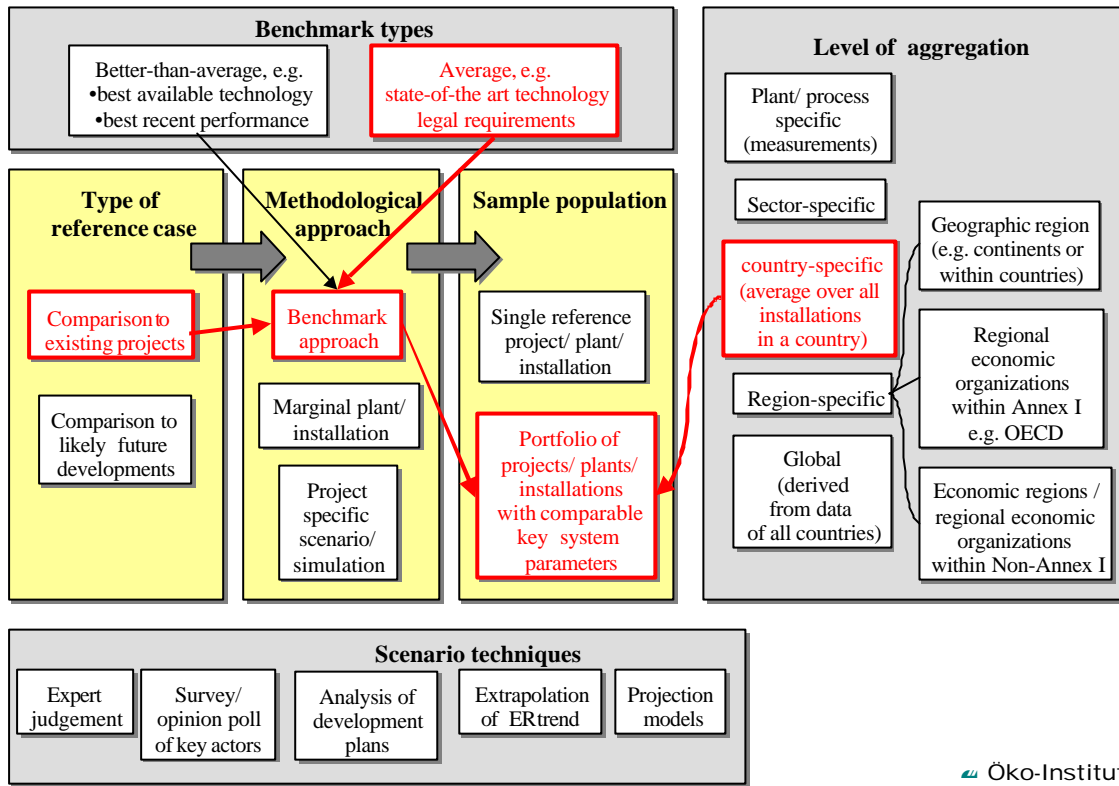 Benchmark types
Better-than-average, e.g.
•best available technology
•best recent performance
Average, e.g.
state-of-the art technology
legal requirements
Type of
reference case
Comparison to
existing projects
Comparison to
likely future
developments
Methodological
approach
Benchmark
approach
Marginal plant/
installation
Project
specific
scenario/
simulation
Sample population
Single reference
project/ plant/
installation
Portfolio of
projects/ plants/
installations
with comparable
key system
parameters
Level of aggregation
Plant/ process
specific
(measurements)
Sector-specific
country-specific
(average over all
installations
in a country)
Region-specific
Global
(derived
from data
of all countries)
Geographic region
(e.g. continents or
within countries)
Regional
economic
organizations
within Annex I
e.g. OECD
Economic regions /
regional economic
organizations
within Non-Annex I
Scenario techniques
Expert
judgement
Survey/
opinion poll
of key actors
Analysis of
development
plans
Extrapolation
of ERtrend
Projection
models
Öko-Institut